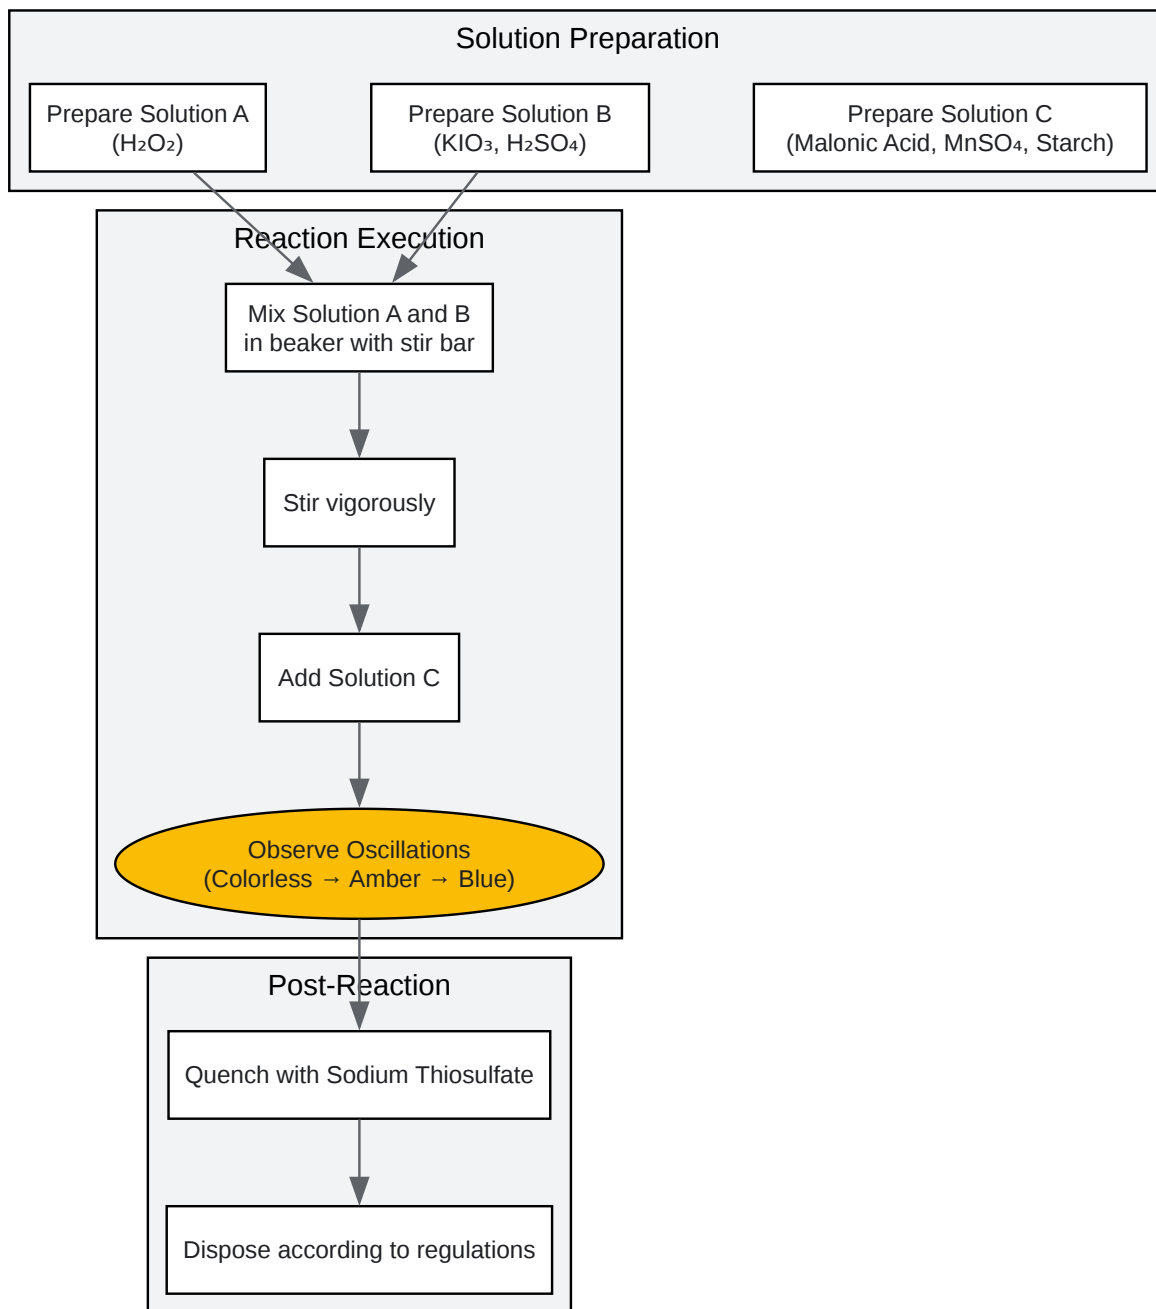 Solution Preparation
Prepare Solution A
(H₂O₂)
Prepare Solution B
(KIO₃, H₂SO₄)
Prepare Solution C
(Malonic Acid, MnSO₄, Starch)
Reaction Execution
Mix Solution A and B
in beaker with stir bar
Stir vigorously
Add Solution C
Observe Oscillations
(Colorless → Amber → Blue)
Post-Reaction
Quench with Sodium Thiosulfate
Dispose according to regulations